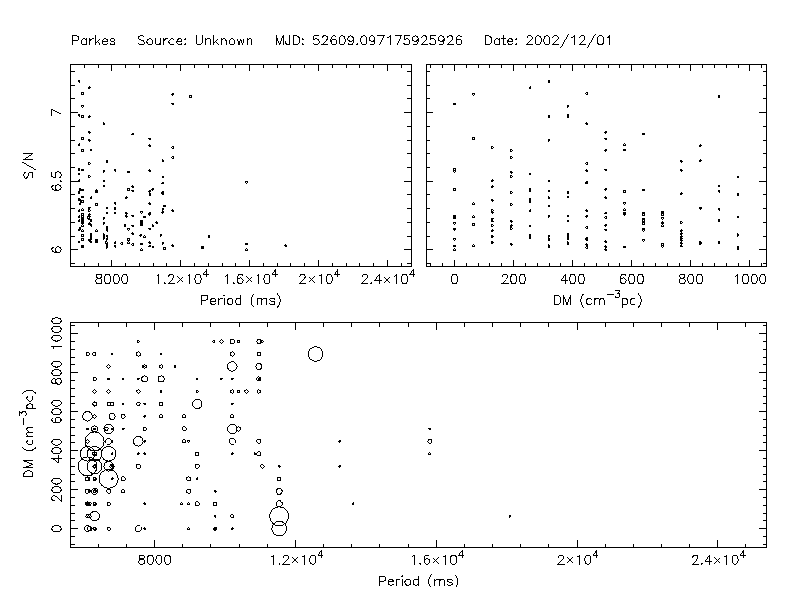 Parkes Source: Unknown MJD: 52609.097175925926 Date: 2002/12/01
7
6.5
6
S/N
8000 1.2×10⁴ 1.6×10⁴ 2×10⁴ 2.4×10⁴
Period (ms)
0 200 400 600 800 1000
DM (cm⁻³pc)
1000
800
600
400
200
0
DM (cm⁻³pc)
8000 1.2×10⁴ 1.6×10⁴ 2×10⁴ 2.4×10⁴
Period (ms)